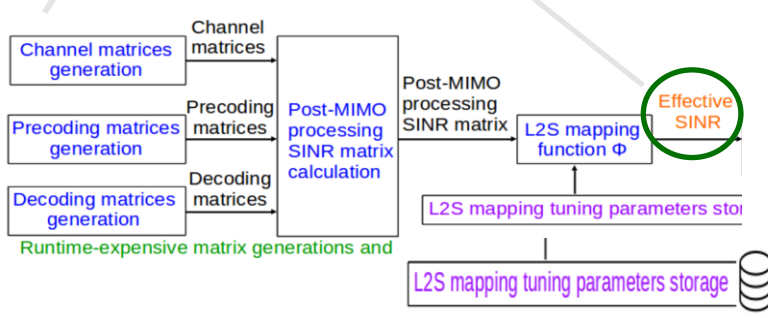 Channel matrices
generation
Channel
matrices
Precoding matrices
generation
Precoding
matrices
Decoding matrices
generation
Decoding
matrices
Post-MIMO
processing
SINR matrix
calculation
Post-MIMO
processing
SINR matrix
L2S mapping
function Φ
Effective
SINR
L2S mapping tuning parameters stor
Runtime-expensive matrix generations and
L2S mapping tuning parameters storage